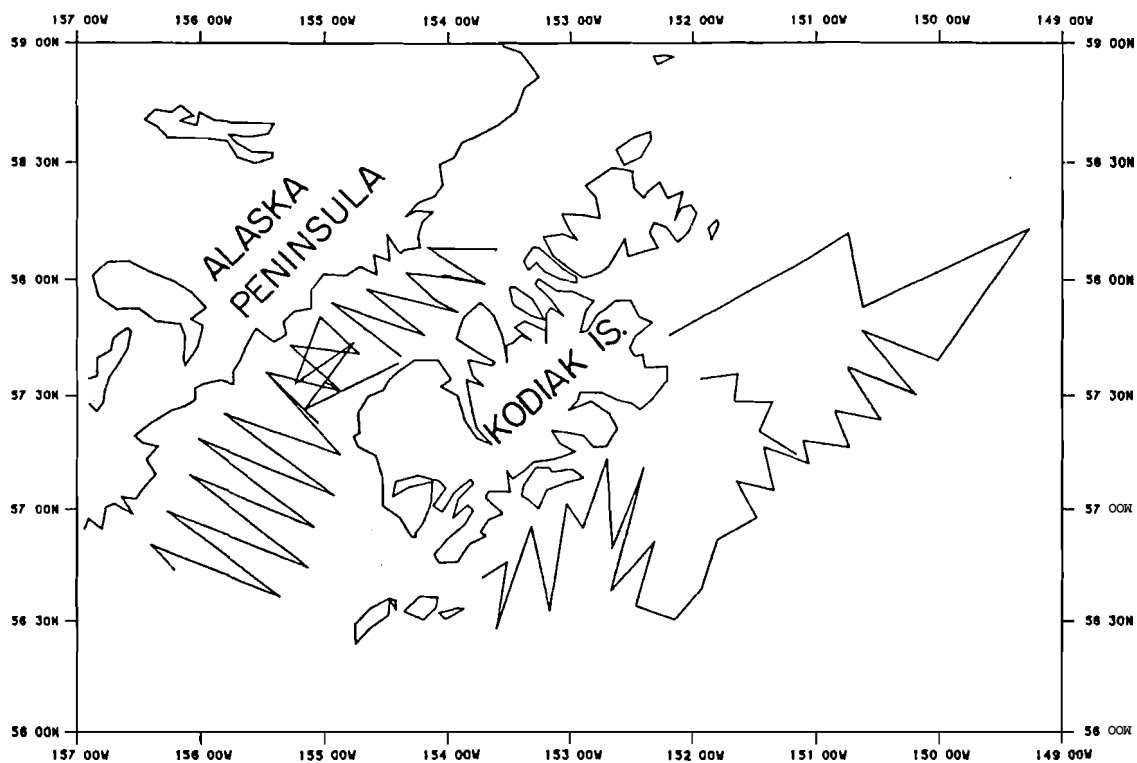 157 00W 156 00W 155 00W 154 00W 153 00W 152 00W 151 00W 150 00W 149 00W
59 00N 59 00N
58 30N 58 30N
ALASKA
PENINSULA
58 00N 58 00N
KODIAK IS.
57 30N 57 30N
57 00N 57 00N
56 30N 56 30N
56 00N 56 00N
157 00W 156 00W 155 00W 154 00W 153 00W 152 00W 151 00W 150 00W 149 00W